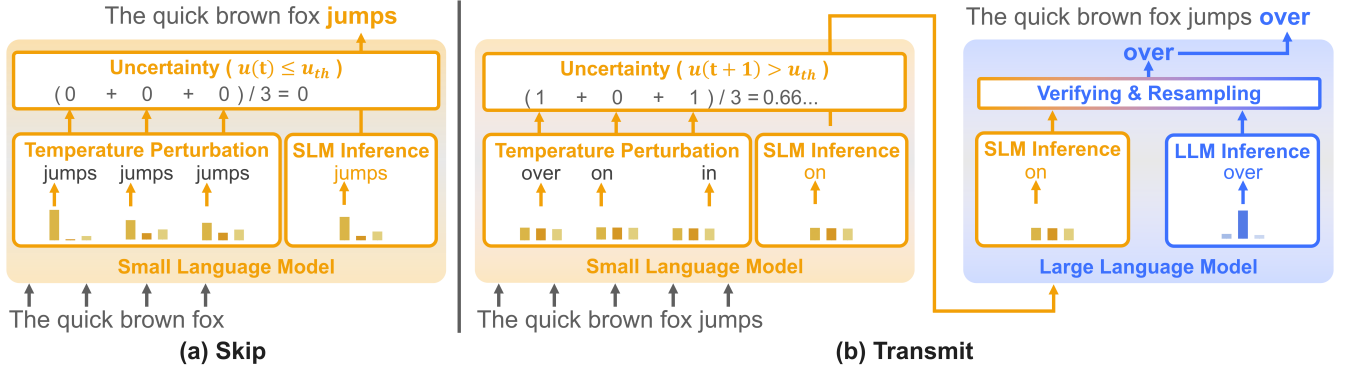 The quick brown fox jumps
Uncertainty ( u(t) ≤ u_th )
( 0 + 0 + 0 ) / 3 = 0
Temperature Perturbation
jumps jumps jumps
SLM Inference
jumps
Small Language Model
The quick brown fox
(a) Skip
Uncertainty ( u(t + 1) > u_th )
( 1 + 0 + 1 ) / 3 = 0.66...
Temperature Perturbation
over on in
SLM Inference
on
Small Language Model
The quick brown fox jumps
The quick brown fox jumps over
over
Verifying & Resampling
SLM Inference
on
LLM Inference
over
Large Language Model
(b) Transmit